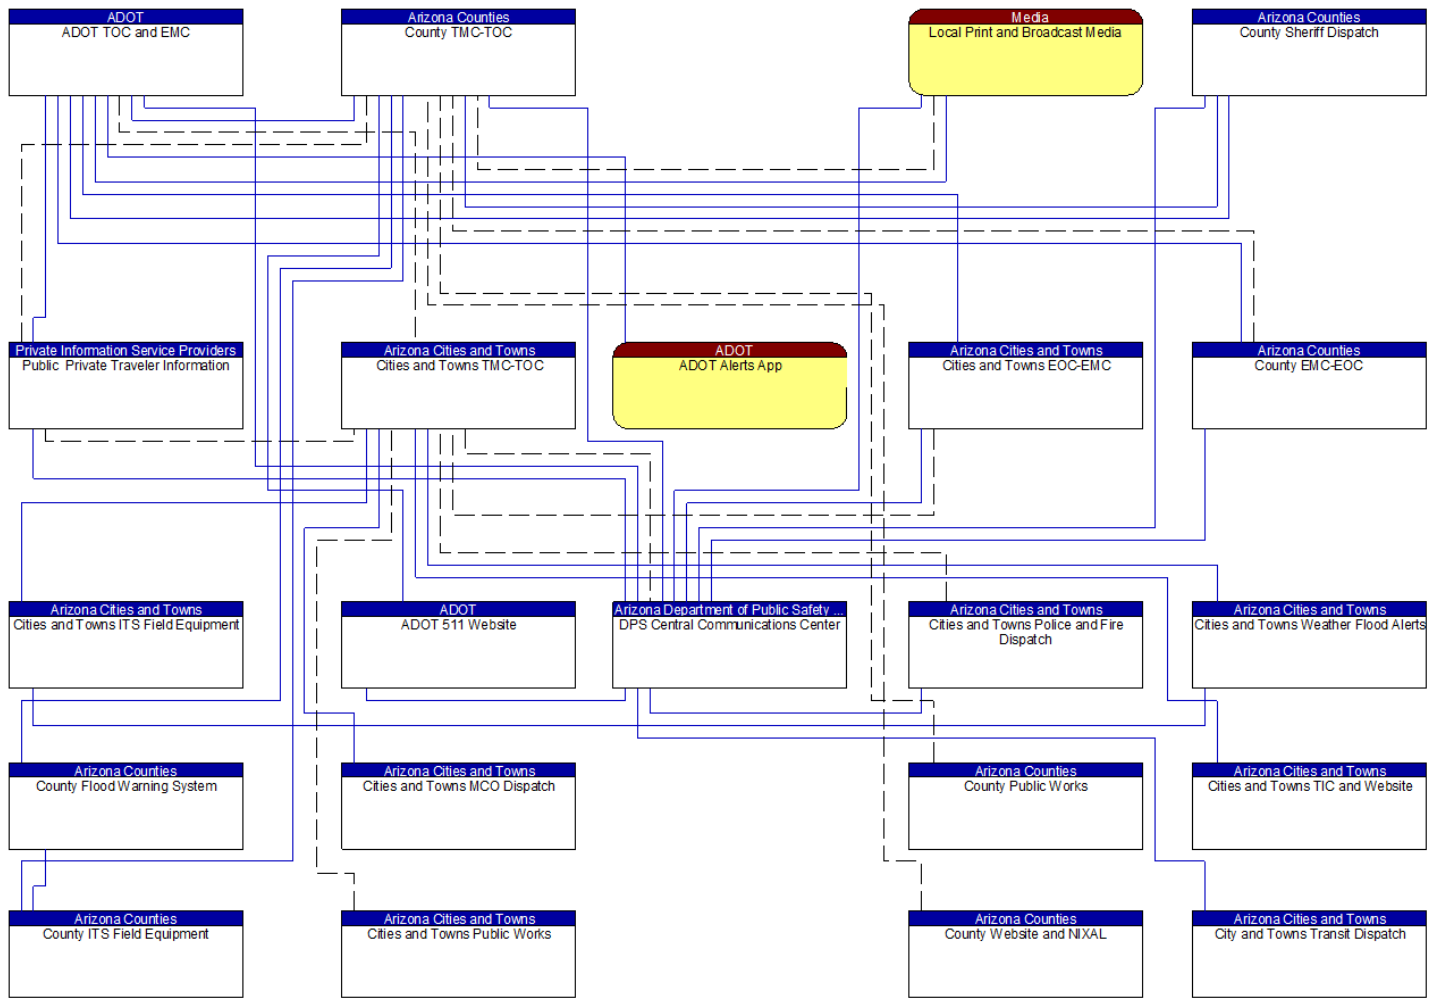 ADOT
ADOT TOC and EMC
Arizona Counties
County TMC-TOC
Media
Local Print and Broadcast Media
Arizona Counties
County Sheriff Dispatch
Private Information Service Providers
Public  Private Traveler Information
Arizona Cities and Towns
Cities and Towns TMC-TOC
ADOT
ADOT Alerts App
Arizona Cities and Towns
Cities and Towns EOC-EMC
Arizona Counties
County EMC-EOC
Arizona Cities and Towns
Cities and Towns ITS Field Equipment
ADOT
ADOT 511 Website
Arizona Department of Public Safety ...
DPS Central Communications Center
Arizona Cities and Towns
Cities and Towns Police and Fire
Dispatch
Arizona Cities and Towns
Cities and Towns Weather Flood Alerts
Arizona Counties
County Flood Warning System
Arizona Cities and Towns
Cities and Towns MCO Dispatch
Arizona Counties
County Public Works
Arizona Cities and Towns
Cities and Towns TIC and Website
Arizona Counties
County ITS Field Equipment
Arizona Cities and Towns
Cities and Towns Public Works
Arizona Counties
County Website and NIXAL
Arizona Cities and Towns
City and Towns Transit Dispatch